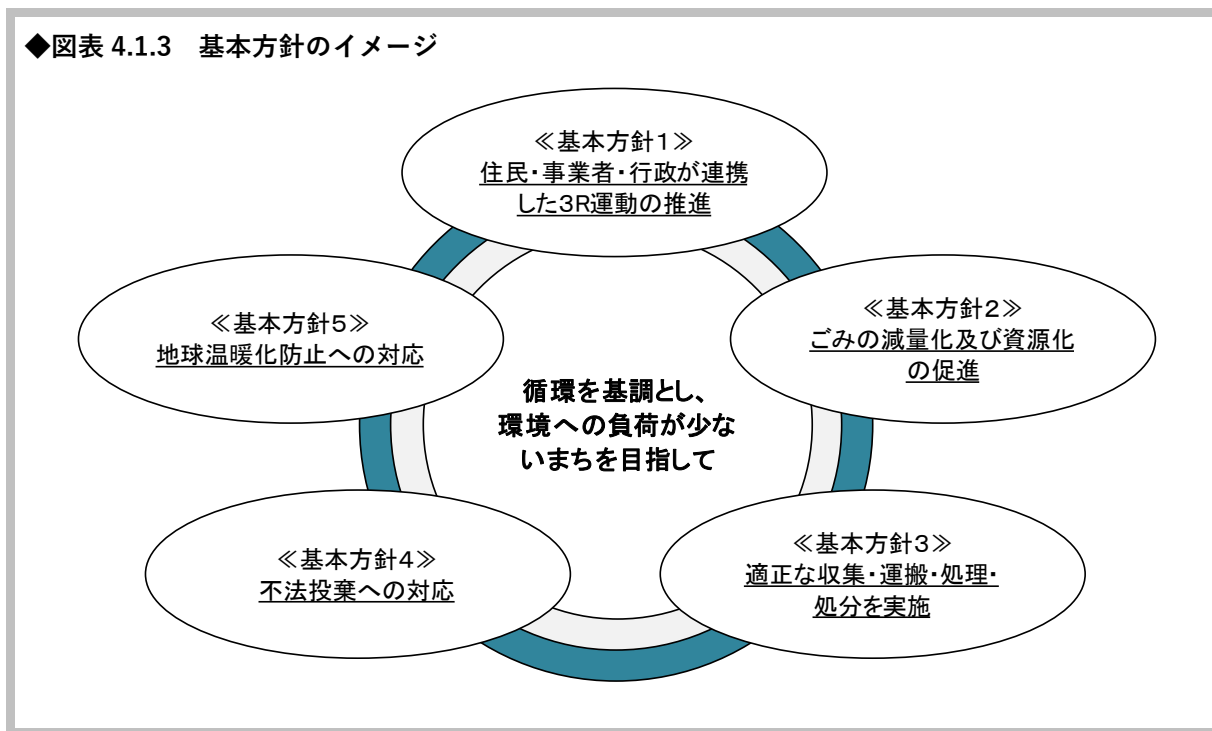 ◆図表 4.1.3　基本方針のイメージ
≪基本方針1≫
住民・事業者・行政が連携
した3R運動の推進
≪基本方針2≫
ごみの減量化及び資源化
の促進
≪基本方針3≫
適正な収集・運搬・処理・
処分を実施
≪基本方針4≫
不法投棄への対応
≪基本方針5≫
地球温暖化防止への対応
循環を基調とし、
環境への負荷が少な
いまちを目指して